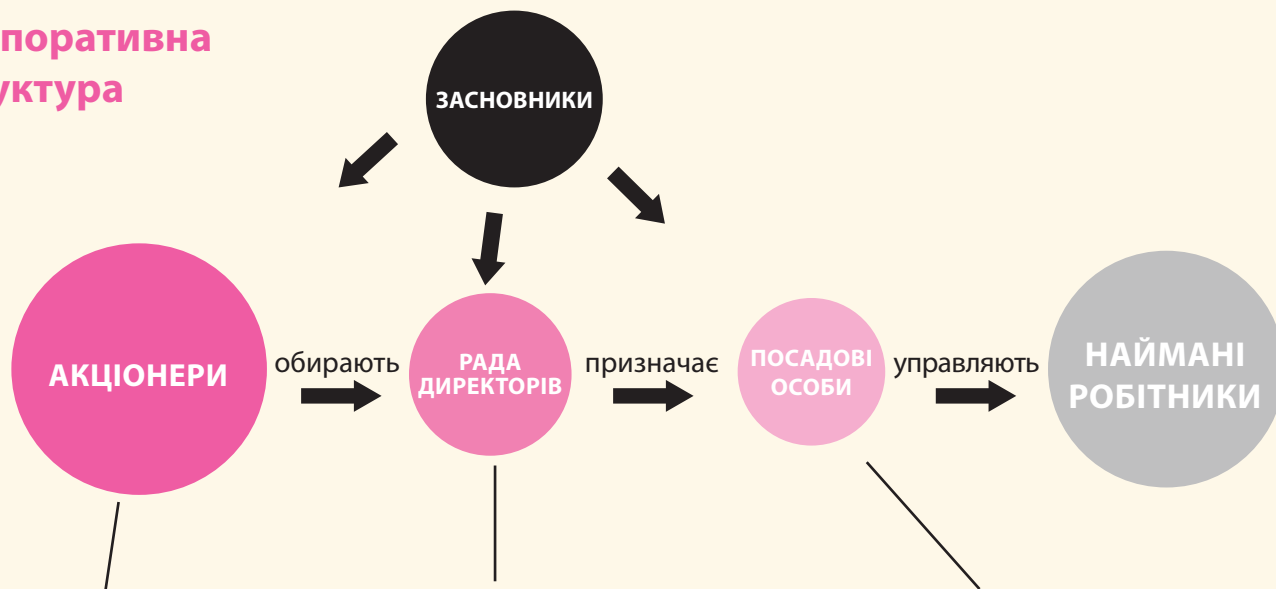 поративна
уктура
ЗАСНОВНИКИ
АКЦІОНЕРИ
обирають
РАДА
ДИРЕКТОРІВ
призначає
ПОСАДОВІ
ОСОБИ
управляють
НАЙМАНІ
РОБІТНИКИ